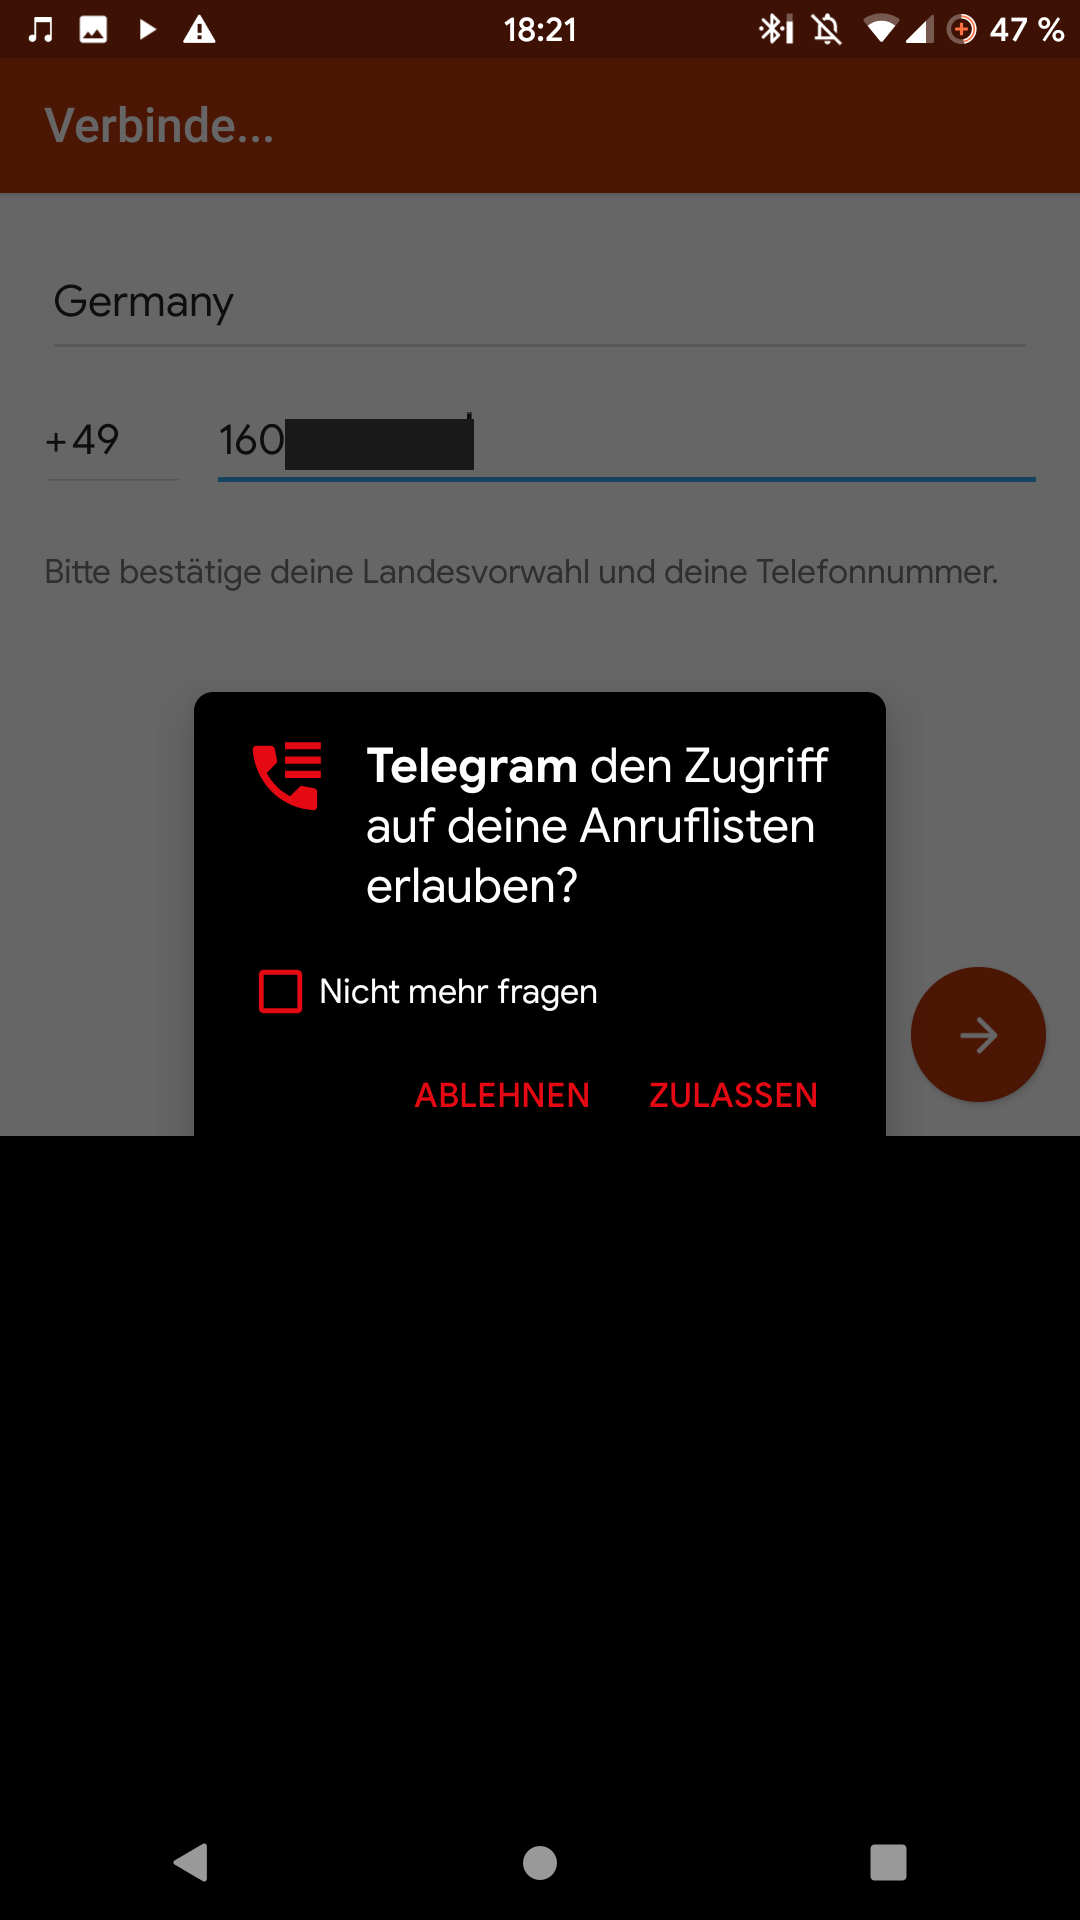 18:21
47 %
Verbinde...
Germany
+49 160
Bitte bestätige deine Landesvorwahl und deine Telefonnummer.
Telegram den Zugriff
auf deine Anruflisten
erlauben?
Nicht mehr fragen
ABLEHNEN ZULASSEN